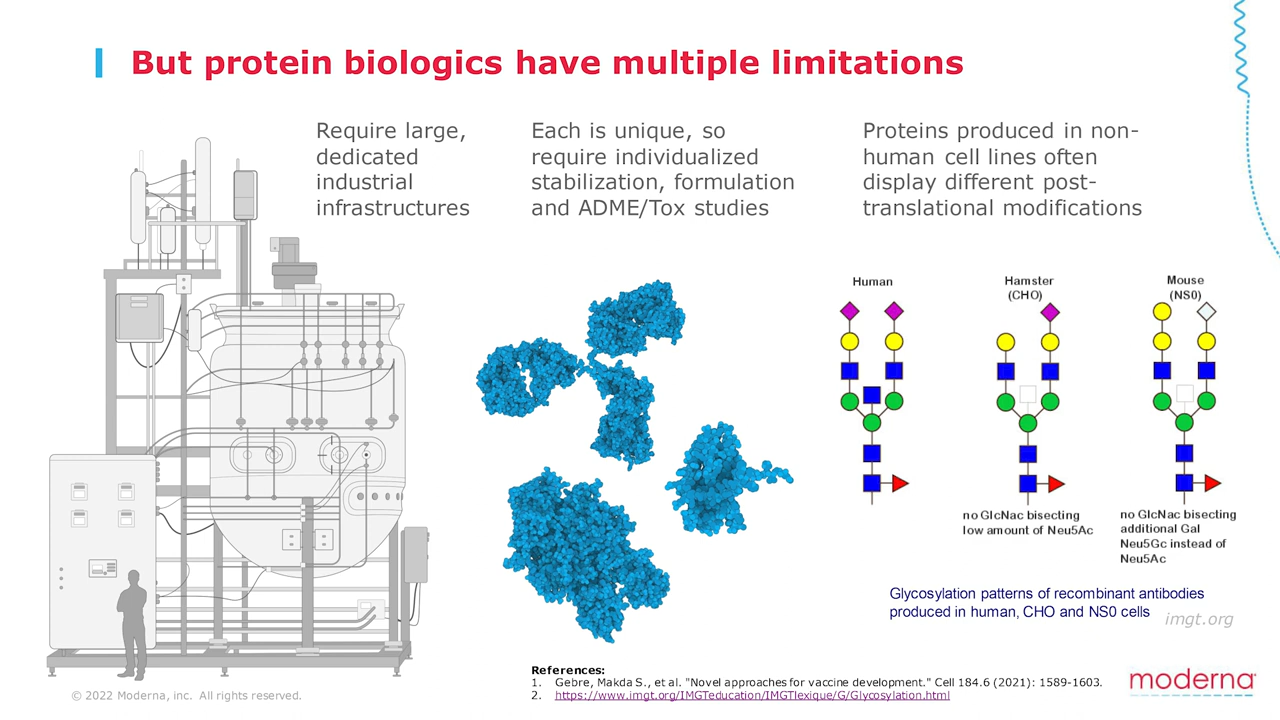 But protein biologics have multiple limitations
Require large,
dedicated
industrial
infrastructures
Each is unique, so
require individualized
stabilization, formulation
and ADME/Tox studies
Proteins produced in non-
human cell lines often
display different post-
translational modifications
Human
Hamster
(CHO)
Mouse
(NS0)
no GlcNac bisecting
low amount of Neu5Ac
no GlcNac bisecting
additional Gal
Neu5Gc instead of
Neu5Ac
Glycosylation patterns of recombinant antibodies
produced in human, CHO and NS0 cells
imgt.org
References:
1. Gebre, Makda S., et al. "Novel approaches for vaccine development." Cell 184.6 (2021): 1589-1603.
2. https://www.imgt.org/IMGTeducation/IMGTlexique/G/Glycosylation.html
© 2022 Moderna, inc. All rights reserved.
moderna